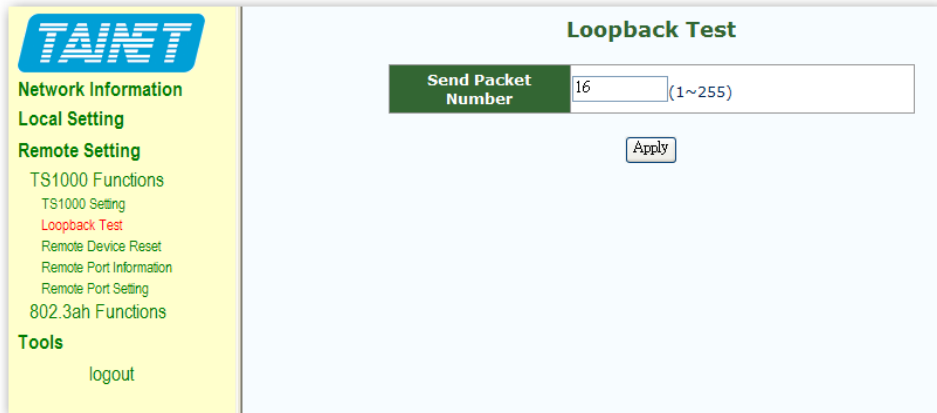 TAINET
Network Information
Local Setting
Remote Setting
TS1000 Functions
TS1000 Setting
Loopback Test
Remote Device Reset
Remote Port Information
Remote Port Setting
802.3ah Functions
Tools
logout
Loopback Test
Send Packet
Number
16 (1~255)
Apply